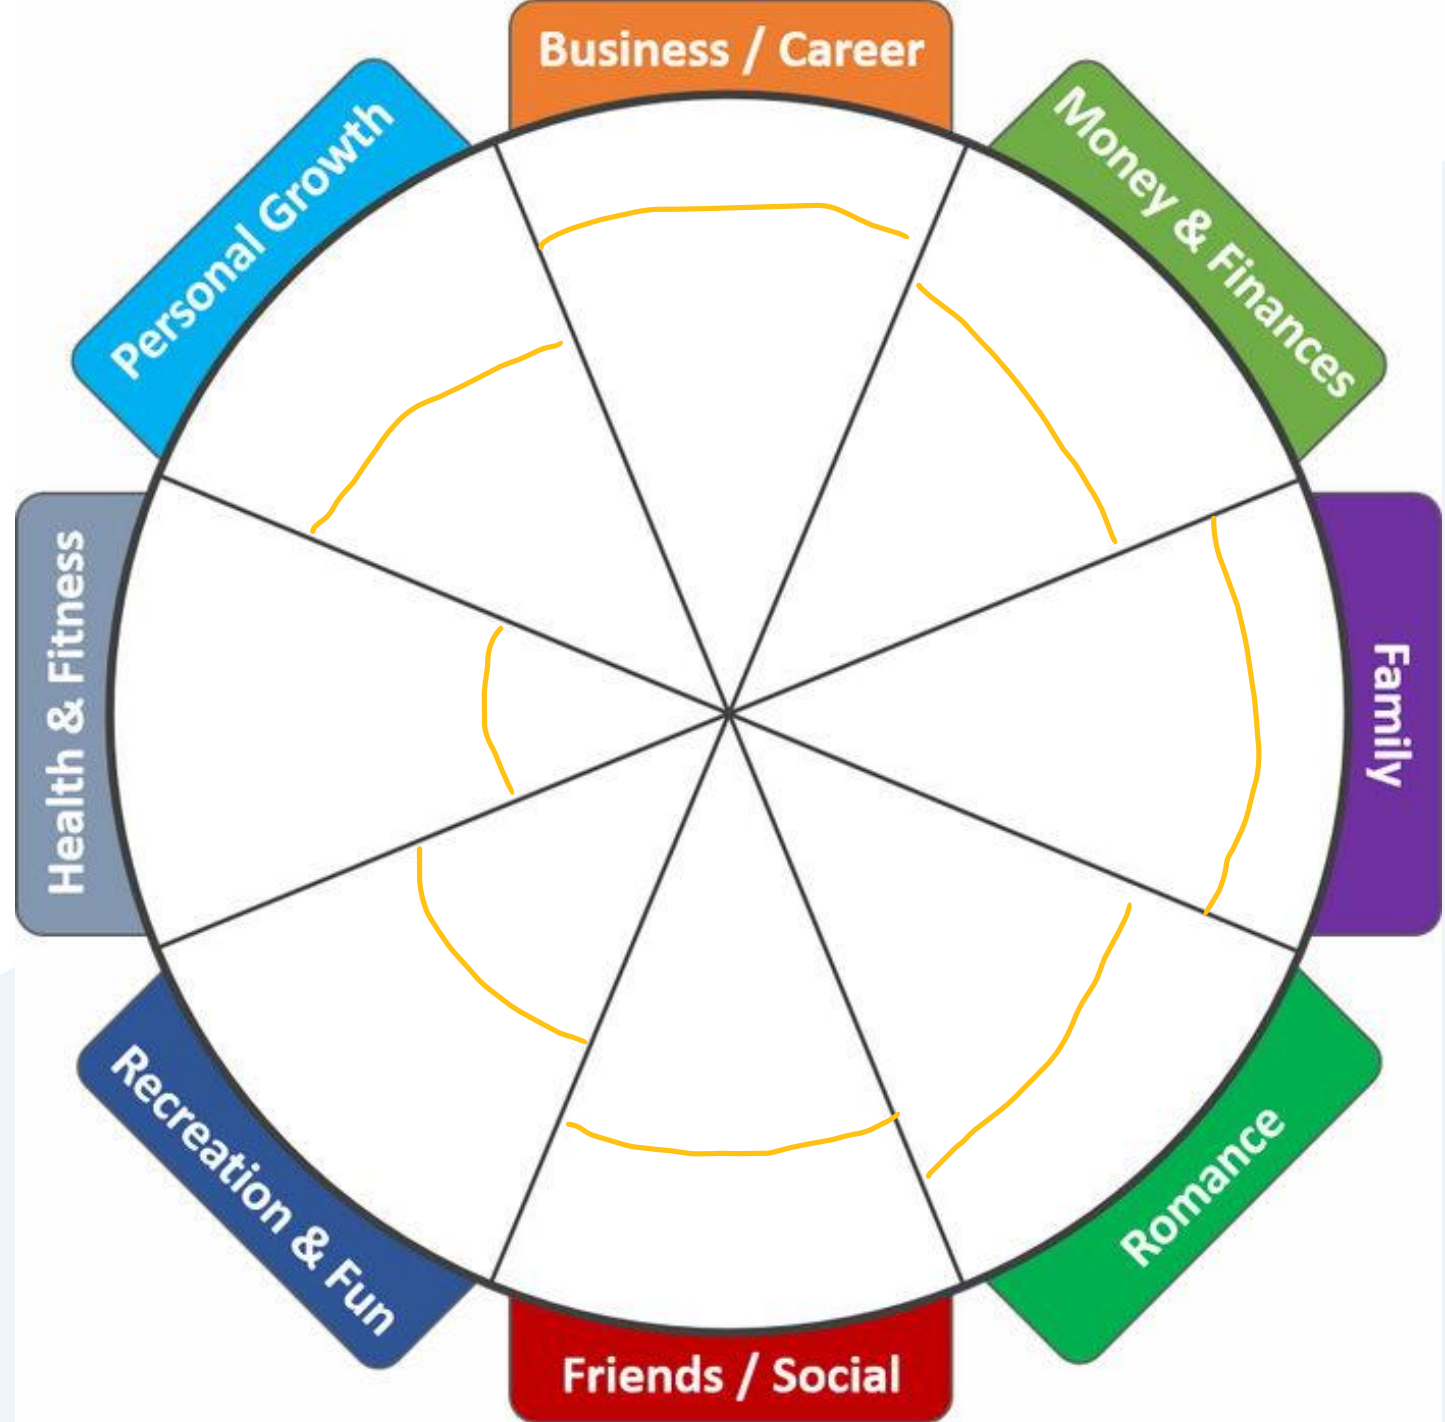 Business / Career
Money & Finances
Family
Romance
Friends / Social
Recreation & Fun
Health & Fitness
Personal Growth